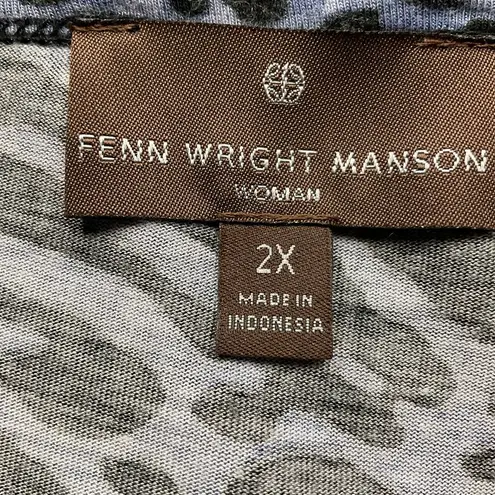 FENN WRIGHT MANSON
WOMAN
2X
MADE IN
INDONESIA